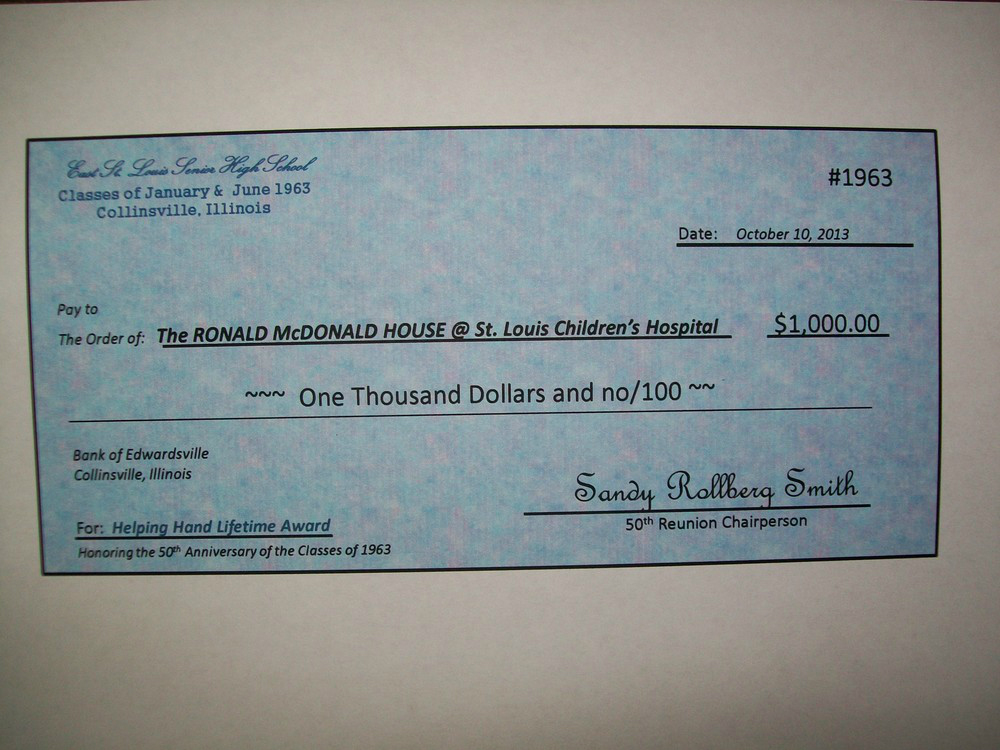 East St. Louis Senior High School
Classes of January & June 1963
Collinsville, Illinois
#1963
Date: October 10, 2013
Pay to
The Order of: The RONALD McDONALD HOUSE @ St. Louis Children's Hospital $1,000.00
~~~ One Thousand Dollars and no/100 ~~
Bank of Edwardsville
Collinsville, Illinois
Sandy Rollberg Smith
50th Reunion Chairperson
For: Helping Hand Lifetime Award
Honoring the 50th Anniversary of the Classes of 1963